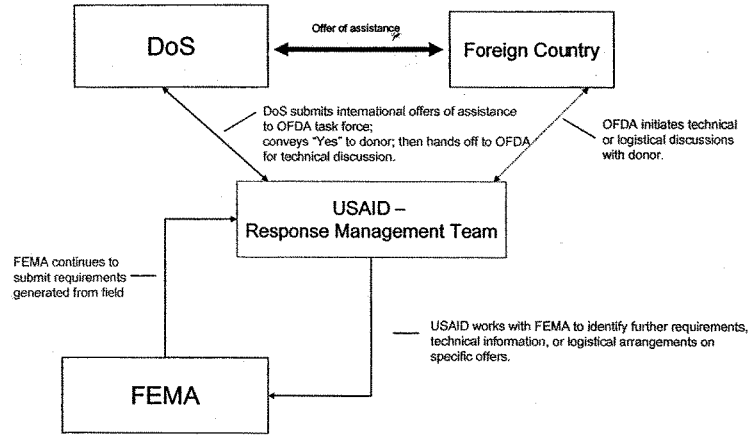 Offer of assistance
DoS
Foreign Country
DoS submits international offers of assistance
to OFDA task force;
conveys "Yes" to donor; then hands off to OFDA
for technical discussion.
OFDA initiates technical
or logistical discussions
with donor.
USAID –
Response Management Team
FEMA continues to
submit requirements
generated from field
USAID works with FEMA to identify further requirements,
technical information, or logistical arrangements on
specific offers.
FEMA